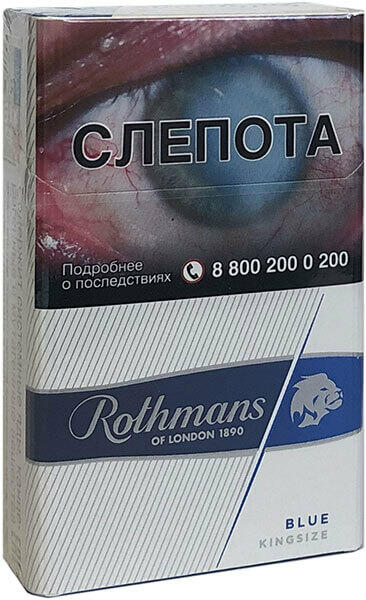 СЛЕПОТА
Подробнее
о последствиях
8 800 200 0 200
Rothmans
OF LONDON 1890
BLUE
KINGSIZE